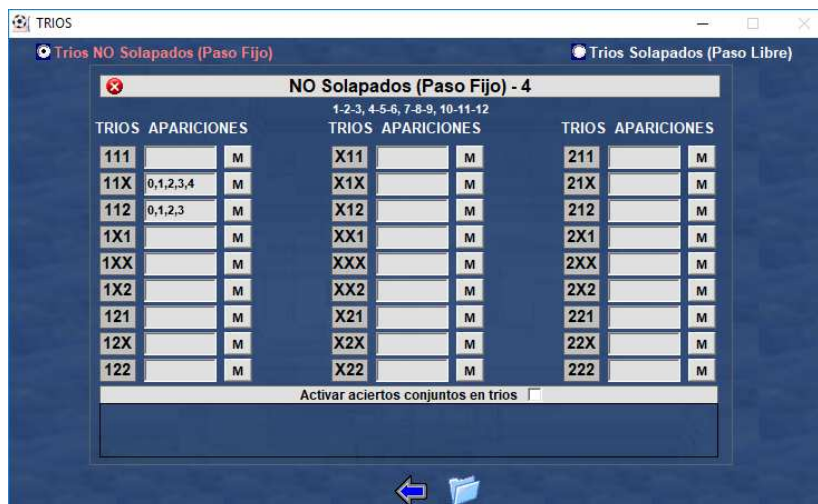 TRIOS
Trios NO Solapados (Paso Fijo) Trios Solapados (Paso Libre)
NO Solapados (Paso Fijo) - 4
1-2-3, 4-5-6, 7-8-9, 10-11-12
TRIOS APARICIONES TRIOS APARICIONES TRIOS APARICIONES
111 M X11 M 211 M
11X 0,1,2,3,4 M X1X M 21X M
112 0,1,2,3 M X12 M 212 M
1X1 M XX1 M 2X1 M
1XX M XXX M 2XX M
1X2 M XX2 M 2X2 M
121 M X21 M 221 M
12X M X2X M 22X M
122 M X22 M 222 M
Activar aciertos conjuntos en trios